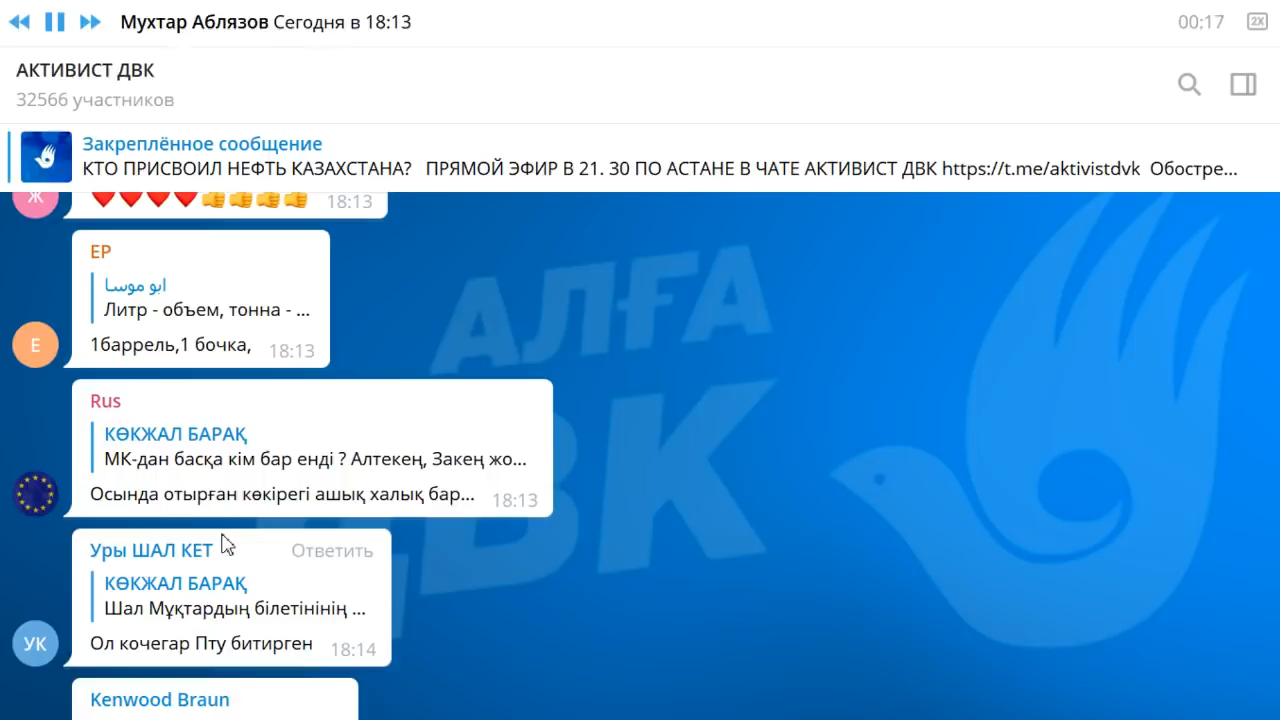 Мухтар Аблязов Сегодня в 18:13
00:17
2X
АКТИВИСТ ДВК
32566 участников
Закреплённое сообщение
КТО ПРИСВОИЛ НЕФТЬ КАЗАХСТАНА? ПРЯМОЙ ЭФИР В 21. 30 ПО АСТАНЕ В ЧАТЕ АКТИВИСТ ДВК https://t.me/aktivistdvk Обостре...
Ж
❤️❤️❤️❤️👍👍👍👍 18:13
АЛҒА
ДВК
EP
ابو موسا
Литр - объем, тонна - ...
1баррель,1 бочка, 18:13
E
Rus
КӨКЖАЛ БАРАҚ
МК-дан басқа кім бар енді ? Алтекең, Закең жо...
Осында отырған көкірегі ашық халық бар... 18:13
Уры ШАЛ КЕТ Ответить
КӨКЖАЛ БАРАҚ
Шал Мұқтардың білетінінің ...
Ол кочегар Пту битирген 18:14
УК
Kenwood Braun